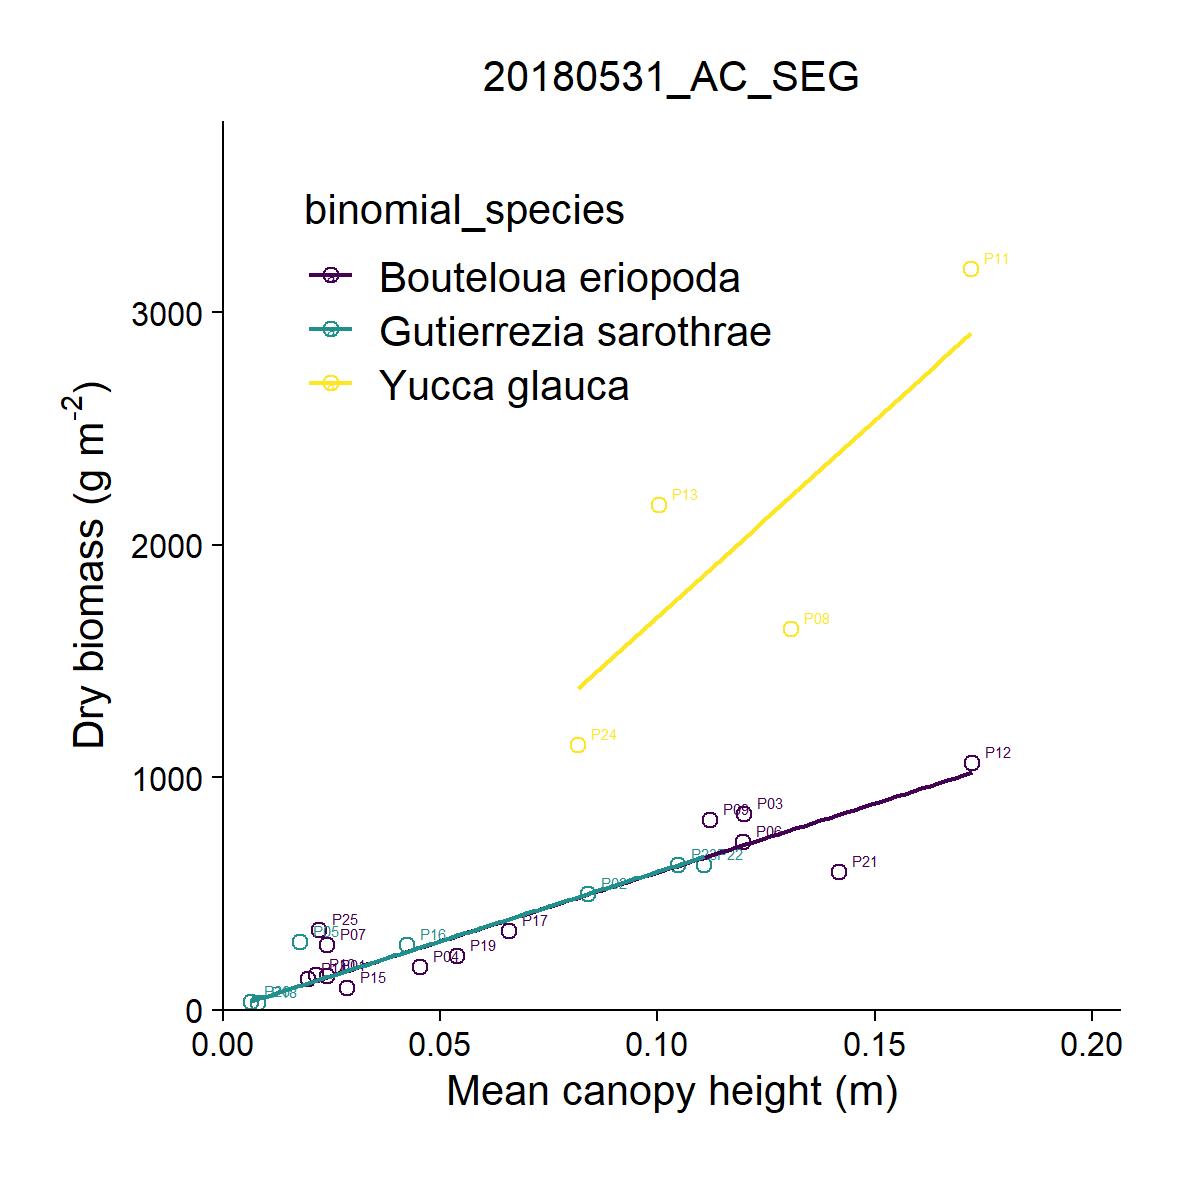 20180531_AC_SEG
binomial_species
Bouteloua eriopoda
Gutierrezia sarothrae
Yucca glauca
Dry biomass (g m-2)
3000
2000
1000
0
P11
P13
P08
P24
P12
P03
P09
P06
P22
P21
P02
P25
P05
P07
P16
P17
P19
P04
P15
0.00
0.05
0.10
0.15
0.20
Mean canopy height (m)